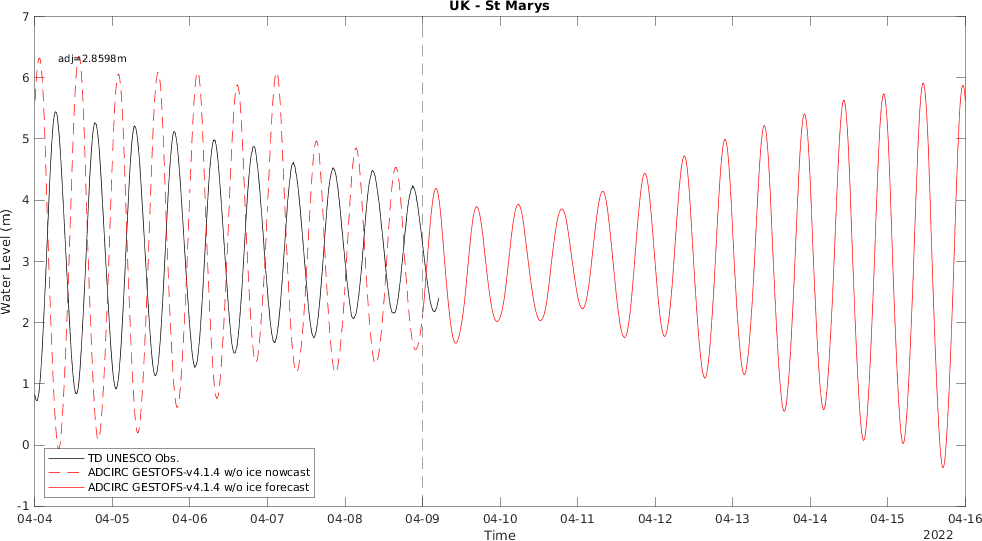 UK - St Marys
7
adj=2.8598m
6
5
4
3
2
1
0
-1
Water Level (m)
TD UNESCO Obs.
ADCIRC GESTOFS-v4.1.4 w/o ice nowcast
ADCIRC GESTOFS-v4.1.4 w/o ice forecast
04-04 04-05 04-06 04-07 04-08 04-09 04-10 04-11 04-12 04-13 04-14 04-15 04-16
Time
2022